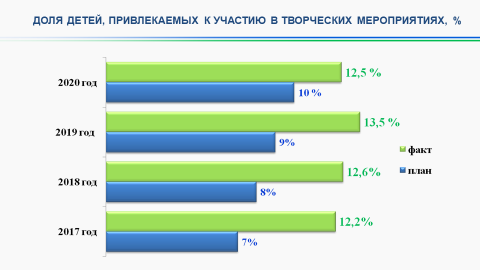 ДОЛЯ ДЕТЕЙ, ПРИВЛЕКАЕМЫХ К УЧАСТИЮ В ТВОРЧЕСКИХ МЕРОПРИЯТИЯХ, %
2020 год
12,5 %
10 %
2019 год
13,5 %
9%
факт
план
2018 год
12,6%
8%
2017 год
12,2%
7%